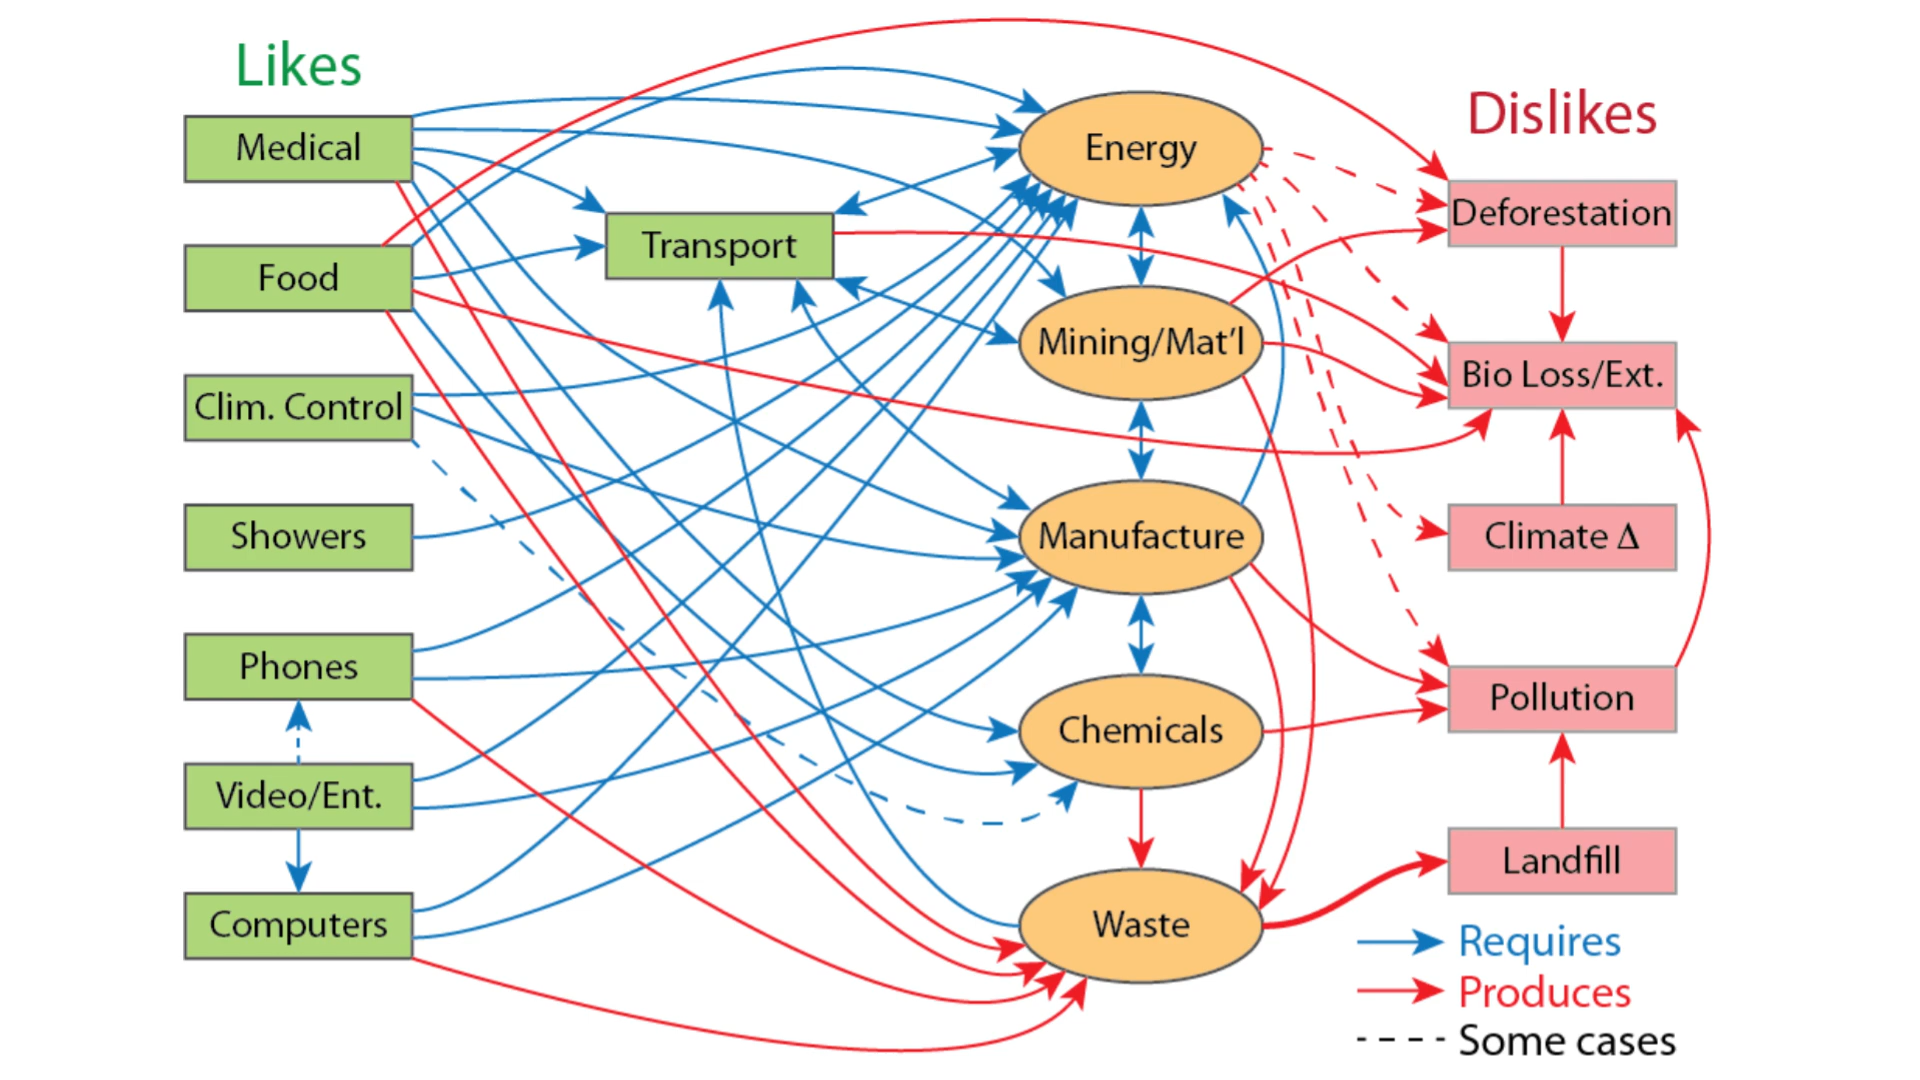 Likes
Medical
Food
Clim. Control
Showers
Phones
Video/Ent.
Computers
Transport
Energy
Mining/Mat'l
Manufacture
Chemicals
Waste
Dislikes
Deforestation
Bio Loss/Ext.
Climate Δ
Pollution
Landfill
Requires
Produces
Some cases